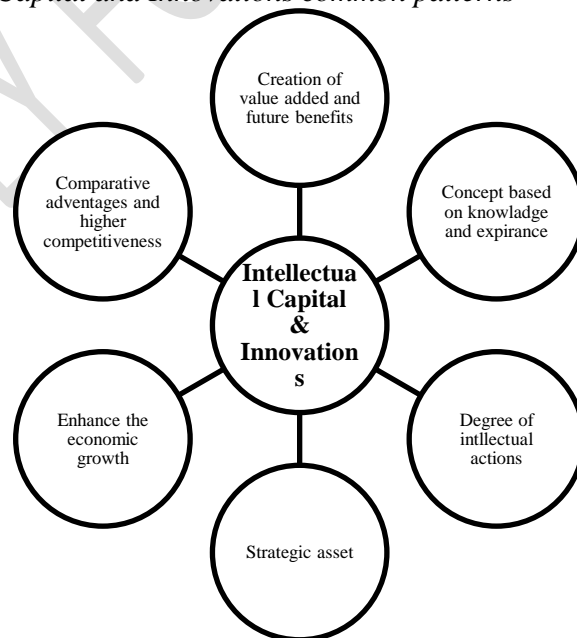 Capital and Innovations common patterns
Creation of
value added and
future benefits
Comparative
adventages and
higher
competitiveness
Concept based
on knowladge
and expirance
Intellectua
l Capital
&
Innovation
s
Enhance the
economic
growth
Degree of
intllectual
actions
Strategic asset